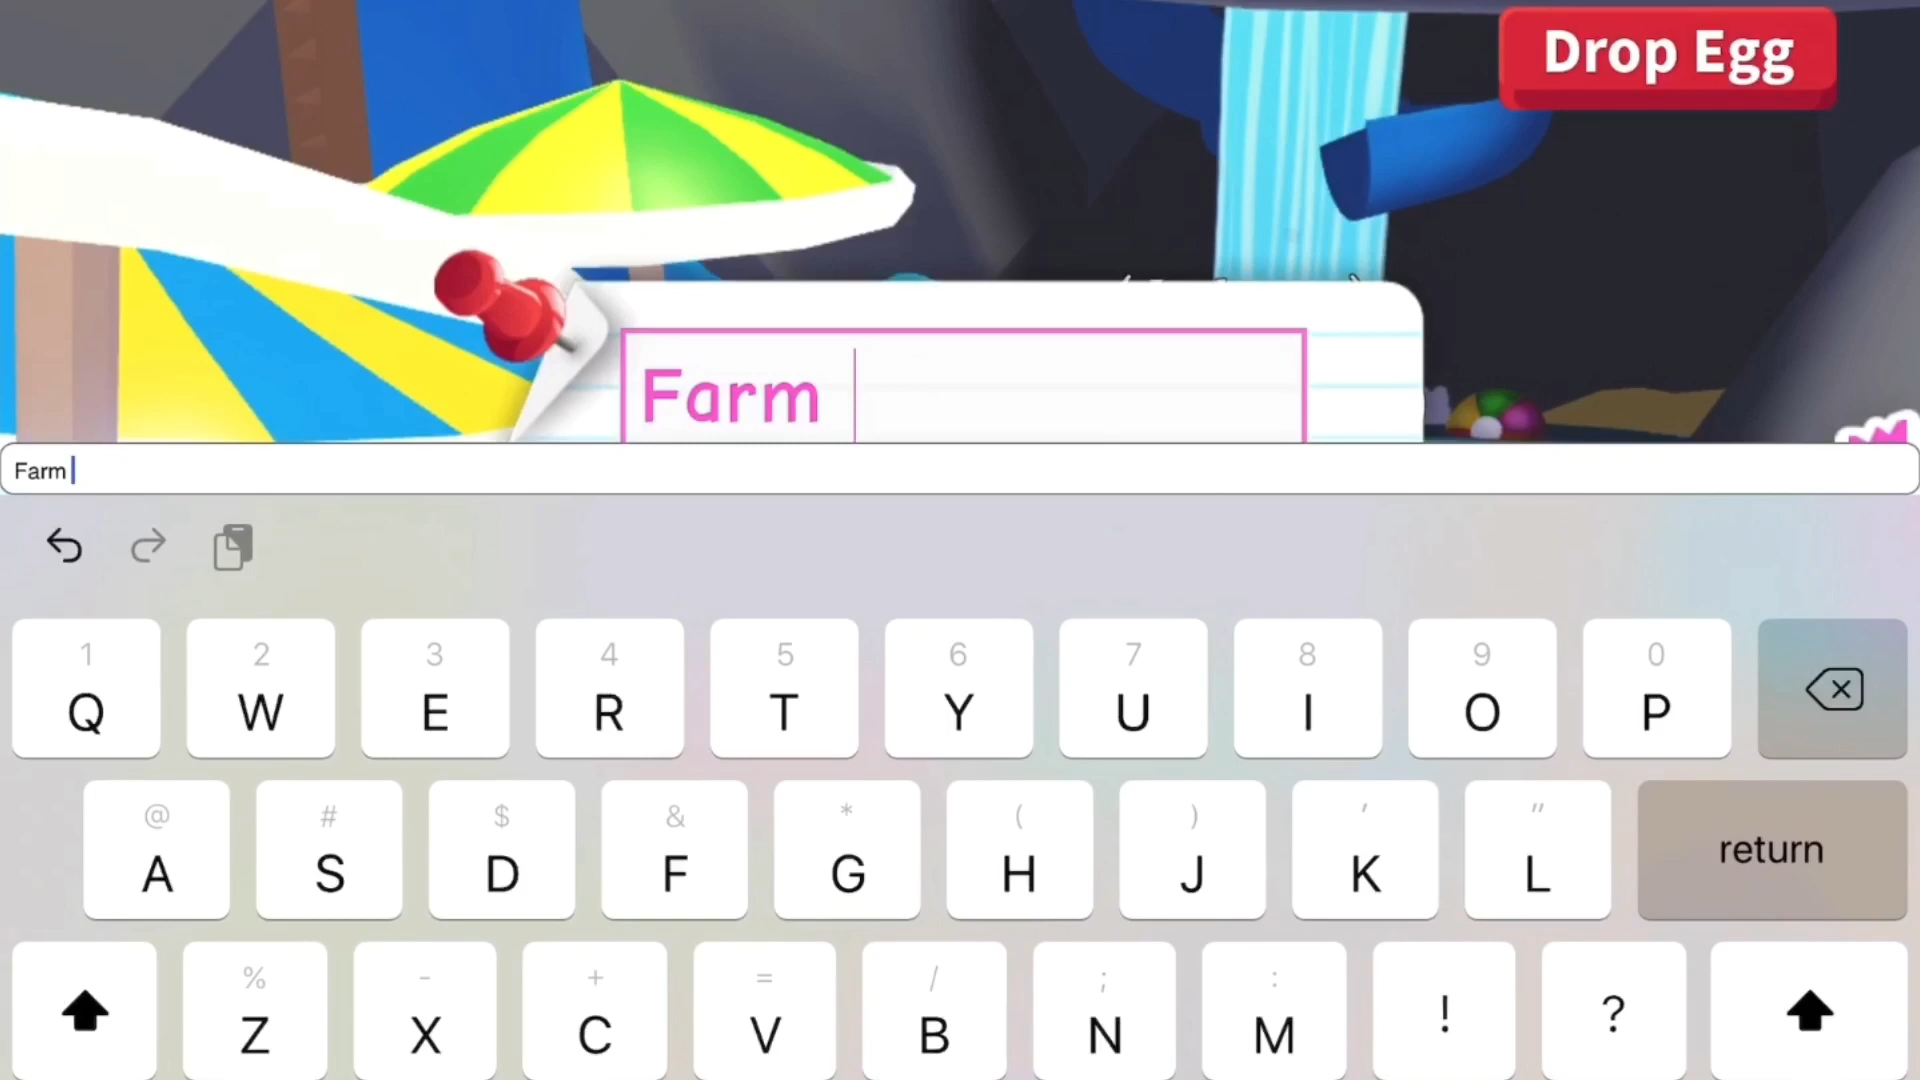 Drop Egg
Farm
Farm
1 2 3 4 5 6 7 8 9 0
Q W E R T Y U I O P
@ # $ & * ( ) ' "
A S D F G H J K L return
% - + = / ; :
Z X C V B N M ! ?